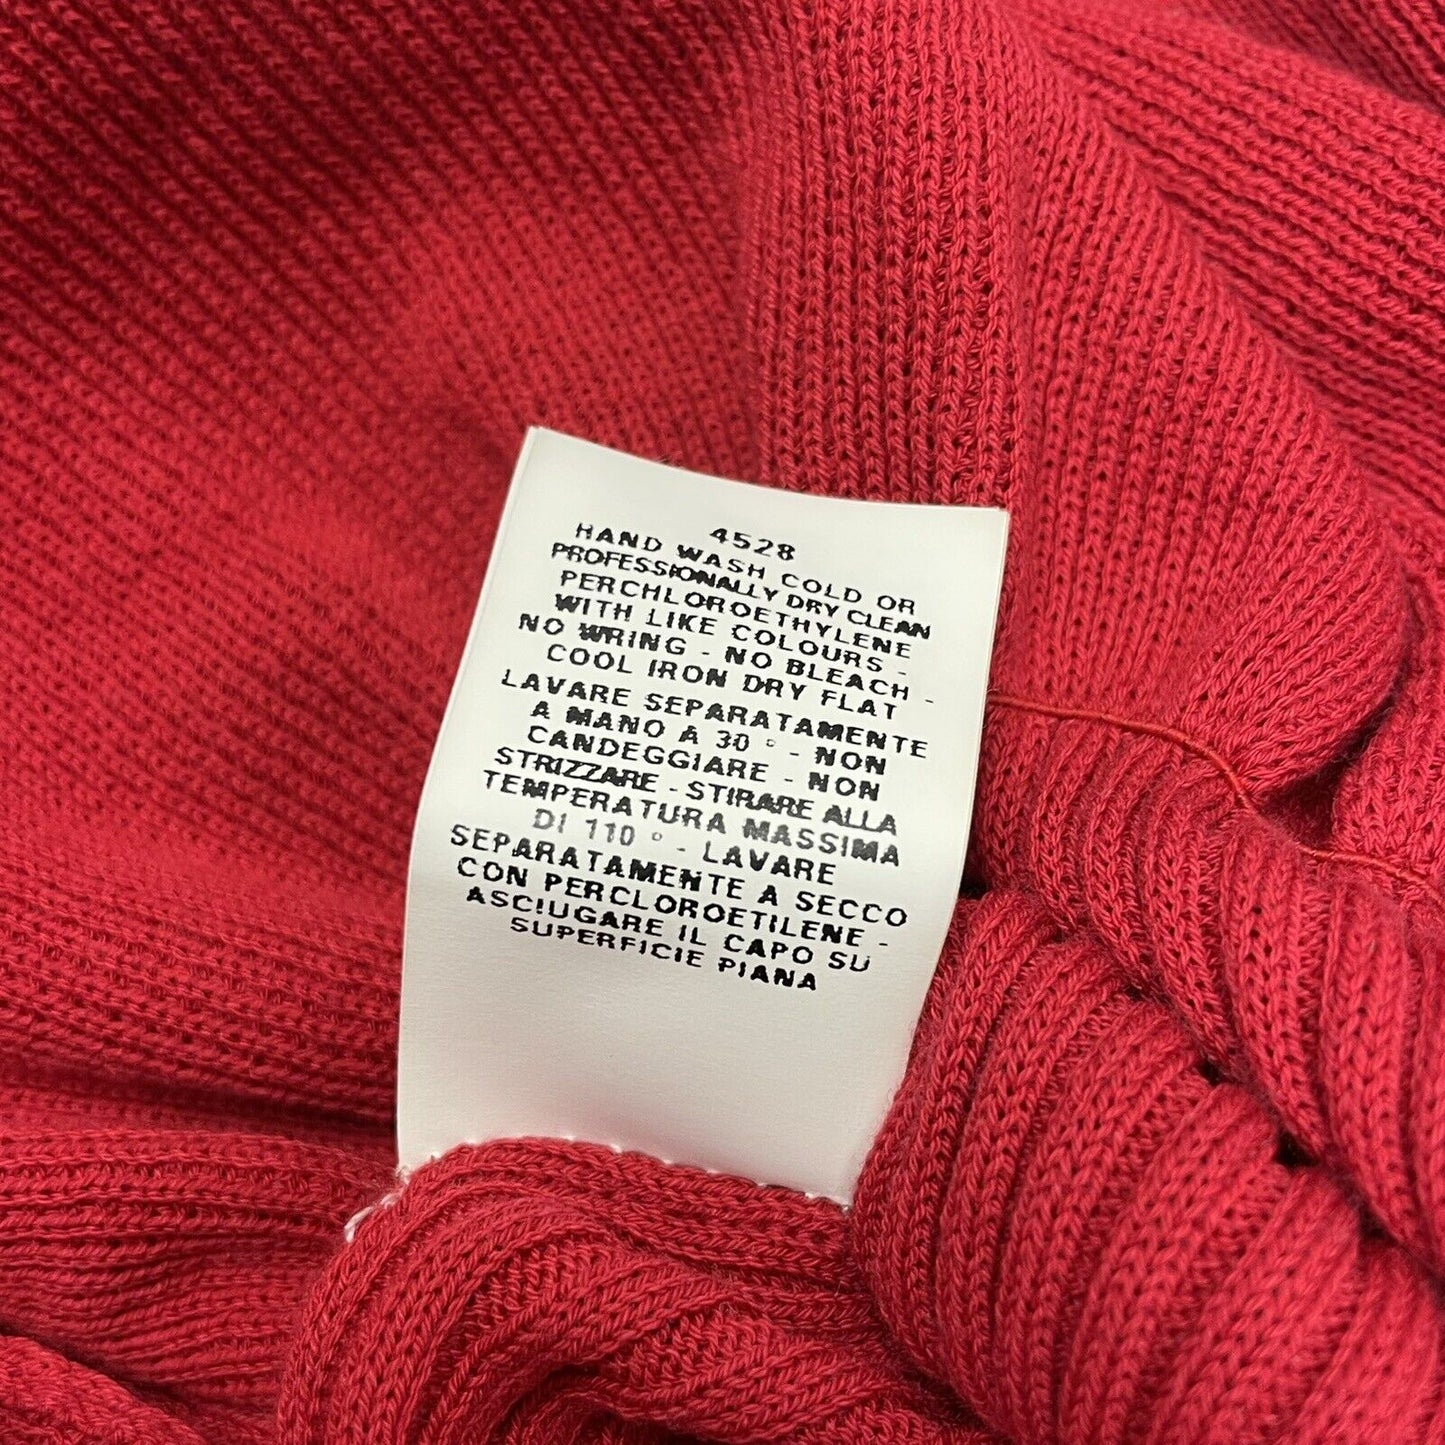 4528
HAND WASH COLD OR
PROFESSIONALLY DRY CLEAN
PERCHLOROETHYLENE
WITH LIKE COLOURS -
NO WRING - NO BLEACH -
COOL IRON DRY FLAT
LAVARE SEPARATAMENTE
A MANO A 30 ° - NON
CANDEGGIARE - NON
STRIZZARE - STIRARE ALLA
TEMPERATURA MASSIMA
DI 110 ° - LAVARE
SEPARATAMENTE A SECCO
CON PERCLOROETILENE -
ASCIUGARE IL CAPO SU
SUPERFICIE PIANA